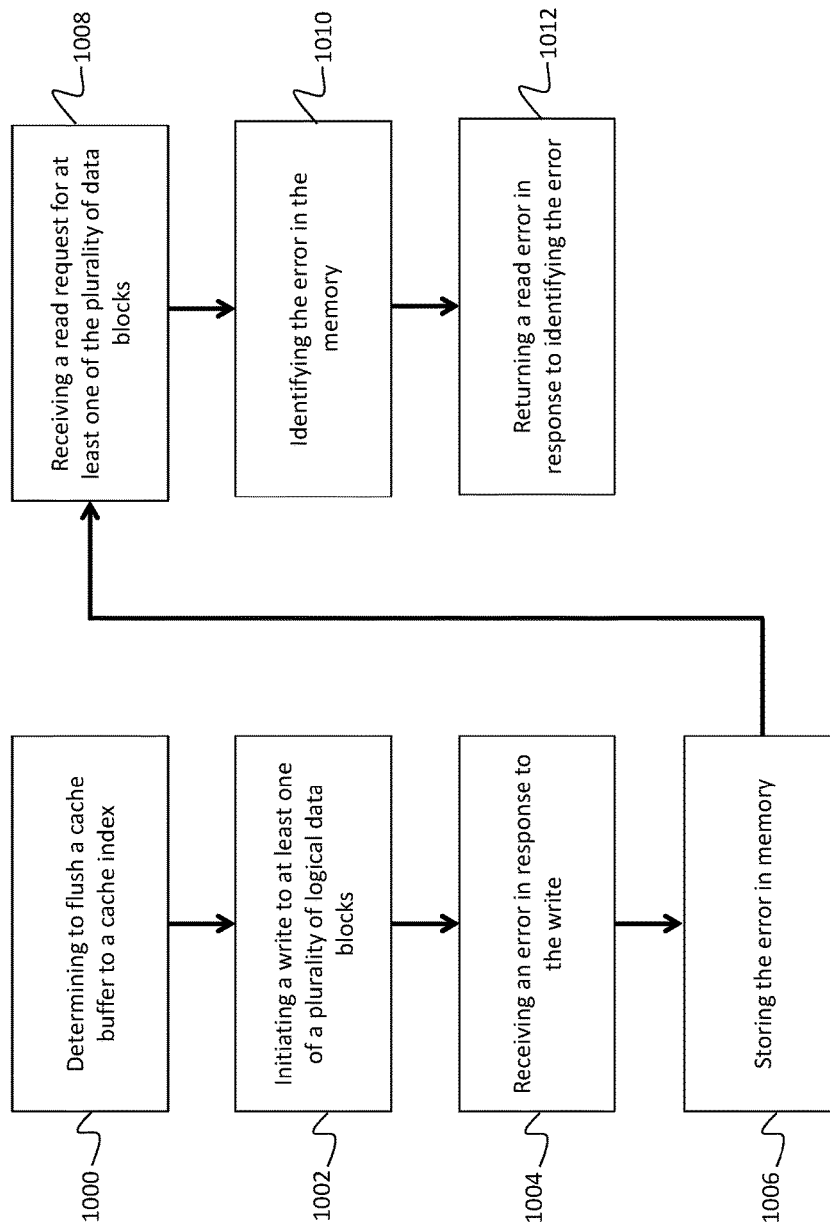 1000
Determining to flush a cache
buffer to a cache index
1002
Initiating a write to at least one
of a plurality of logical data
blocks
1004
Receiving an error in response to
the write
1006
Storing the error in memory
Receiving a read request for at
least one of the plurality of data
blocks
1008
Identifying the error in the
memory
1010
Returning a read error in
response to identifying the error
1012